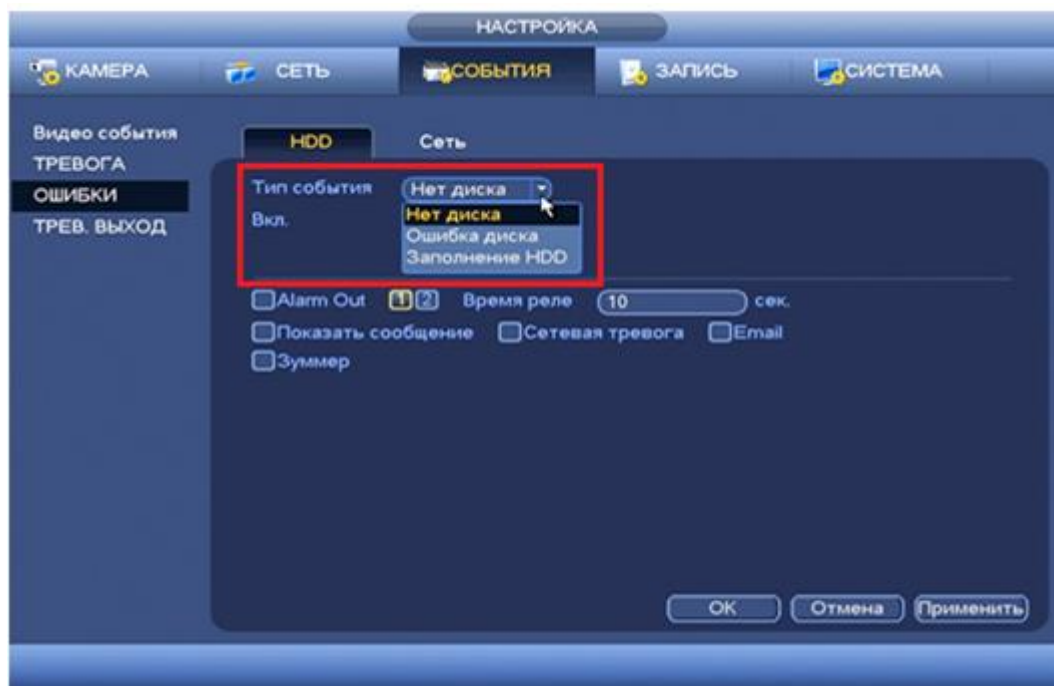 НАСТРОЙКА
КАМЕРА СЕТЬ СОБЫТИЯ ЗАПИСЬ СИСТЕМА
Видео события
ТРЕВОГА
ОШИБКИ
ТРЕВ. ВЫХОД
HDD Сеть
Тип события Нет диска
Вкл. Нет диска
Ошибка диска
Заполнение HDD
Alarm Out 1 2 Время реле 10 сек.
Показать сообщение Сетевая тревога Email
Зуммер
OK Отмена Применить